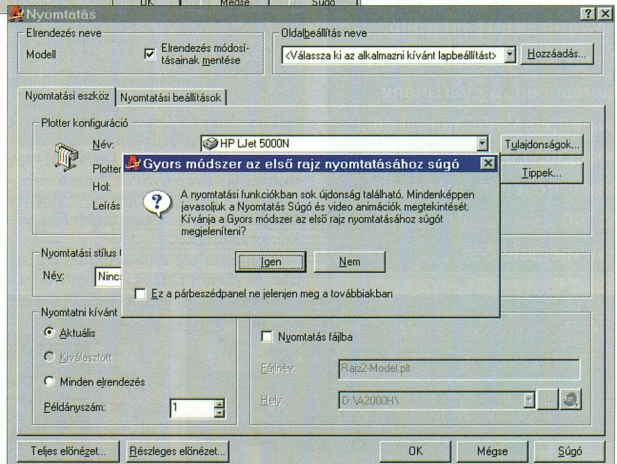 OK Mégse Súgó
Nyomtatás
Elrendezés neve
Modell
Elrendezés módosí-
tásainak mentése
Oldalbeállítás neve
<Válassza ki az alkalmazni kívánt lapbeállítást>
Hozzáadás...
Nyomtatási eszköz
Nyomtatási beállítások
Plotter konfiguráció
Név:
HP LJet 5000N
Tulajdonságok...
Plotter
Hol:
Leírás
Tippek...
Gyors módszer az első rajz nyomtatásához súgó
A nyomtatási funkciókban sok újdonság található. Mindenképpen
javasoljuk a Nyomtatás Súgó és video animációk megtekintését.
Kívánja a Gyors módszer az első rajz nyomtatásához súgót
megjeleníteni?
Igen
Nem
Ez a párbeszédpanel ne jelenjen meg a továbbiakban
Nyomtatási stílus
Név:
Ninc
Nyomtatni kívánt
Aktuális
Kiválasztott
Minden elrendezés
Példányszám:
1
Nyomtatás fájlba
Fájlnév:
Rajz2-Model.plt
Hely:
D:\A2000H\
...
Teljes előnézet...
Részleges előnézet...
OK
Mégse
Súgó